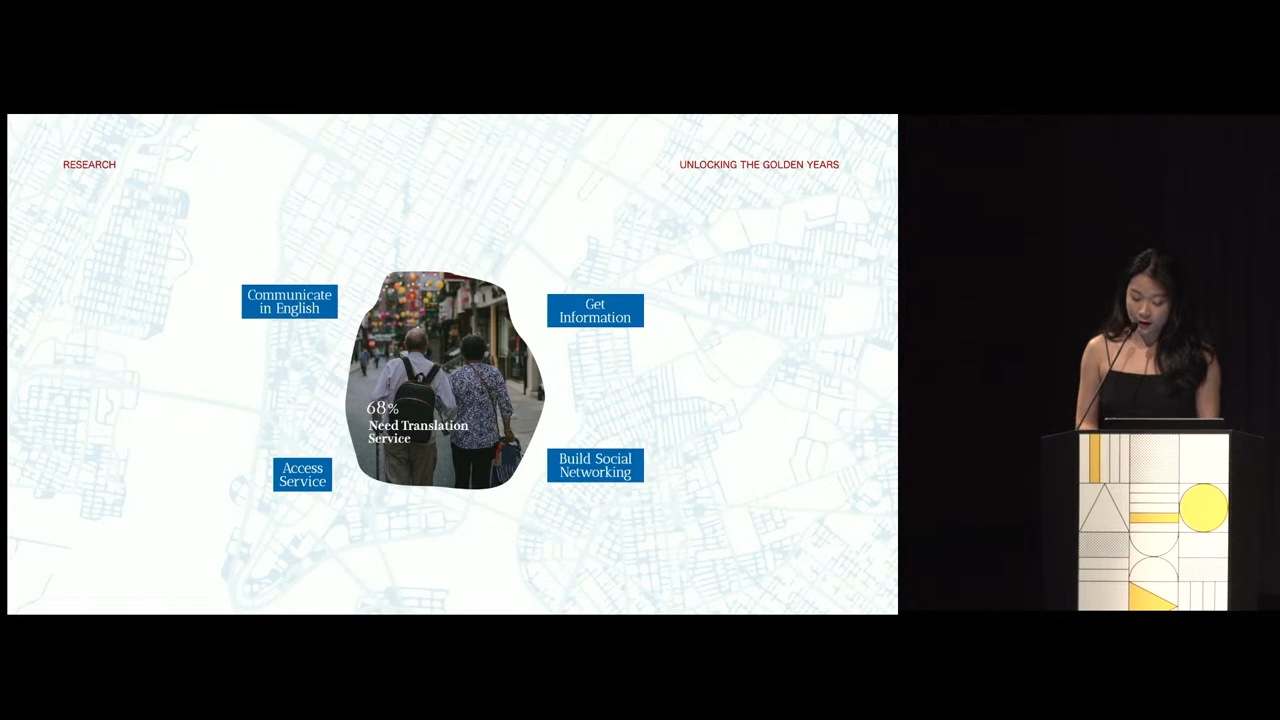 RESEARCH
UNLOCKING THE GOLDEN YEARS
Communicate
in English
Get
Information
68%
Need Translation
Service
Access
Service
Build Social
Networking